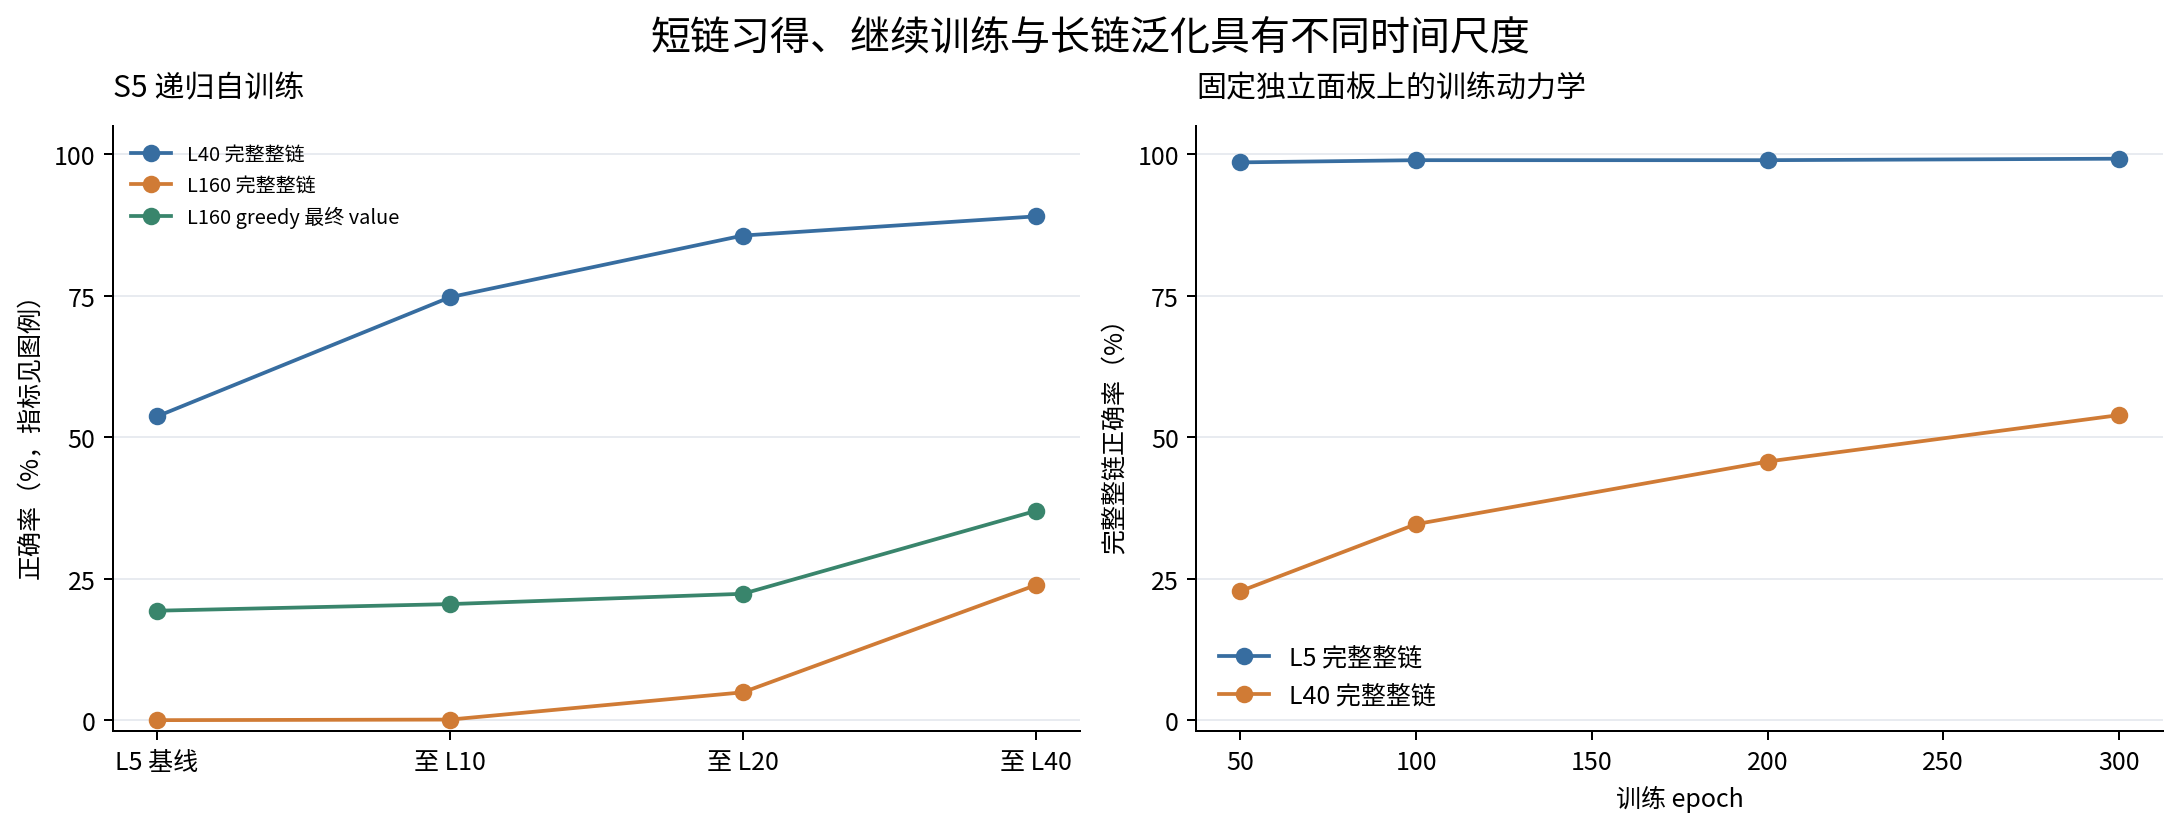 短链习得、继续训练与长链泛化具有不同时间尺度
S5 递归自训练
正确率（%，指标见图例）
100
75
50
25
0
L40 完整整链
L160 完整整链
L160 greedy 最终 value
L5 基线
至 L10
至 L20
至 L40
固定独立面板上的训练动力学
完整整链正确率（%）
100
75
50
25
0
L5 完整整链
L40 完整整链
50
100
150
200
250
300
训练 epoch